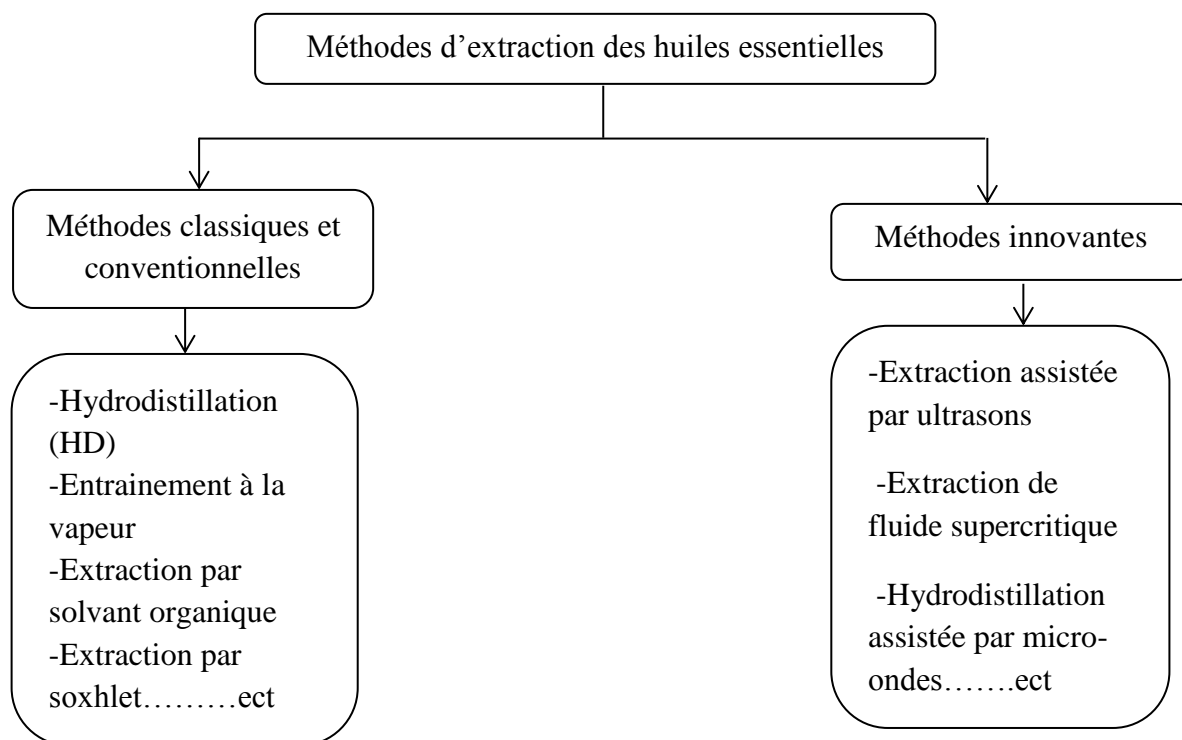 Méthodes d’extraction des huiles essentielles
Méthodes classiques et
conventionnelles
-Hydrodistillation
(HD)
-Entrainement à la
vapeur
-Extraction par
solvant organique
-Extraction par
soxhlet………ect
Méthodes innovantes
-Extraction assistée
par ultrasons
-Extraction de
fluide supercritique
-Hydrodistillation
assistée par micro-
ondes…….ect